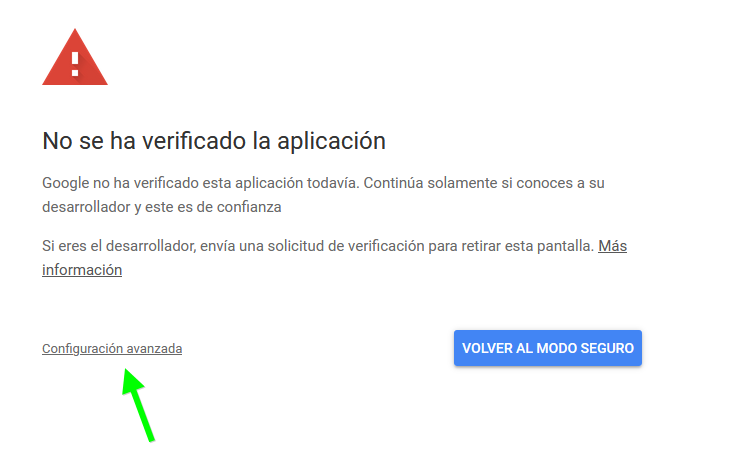 No se ha verificado la aplicación
Google no ha verificado esta aplicación todavía. Continúa solamente si conoces a su
desarrollador y este es de confianza
Si eres el desarrollador, envía una solicitud de verificación para retirar esta pantalla. Más
información
Configuración avanzada
VOLVER AL MODO SEGURO